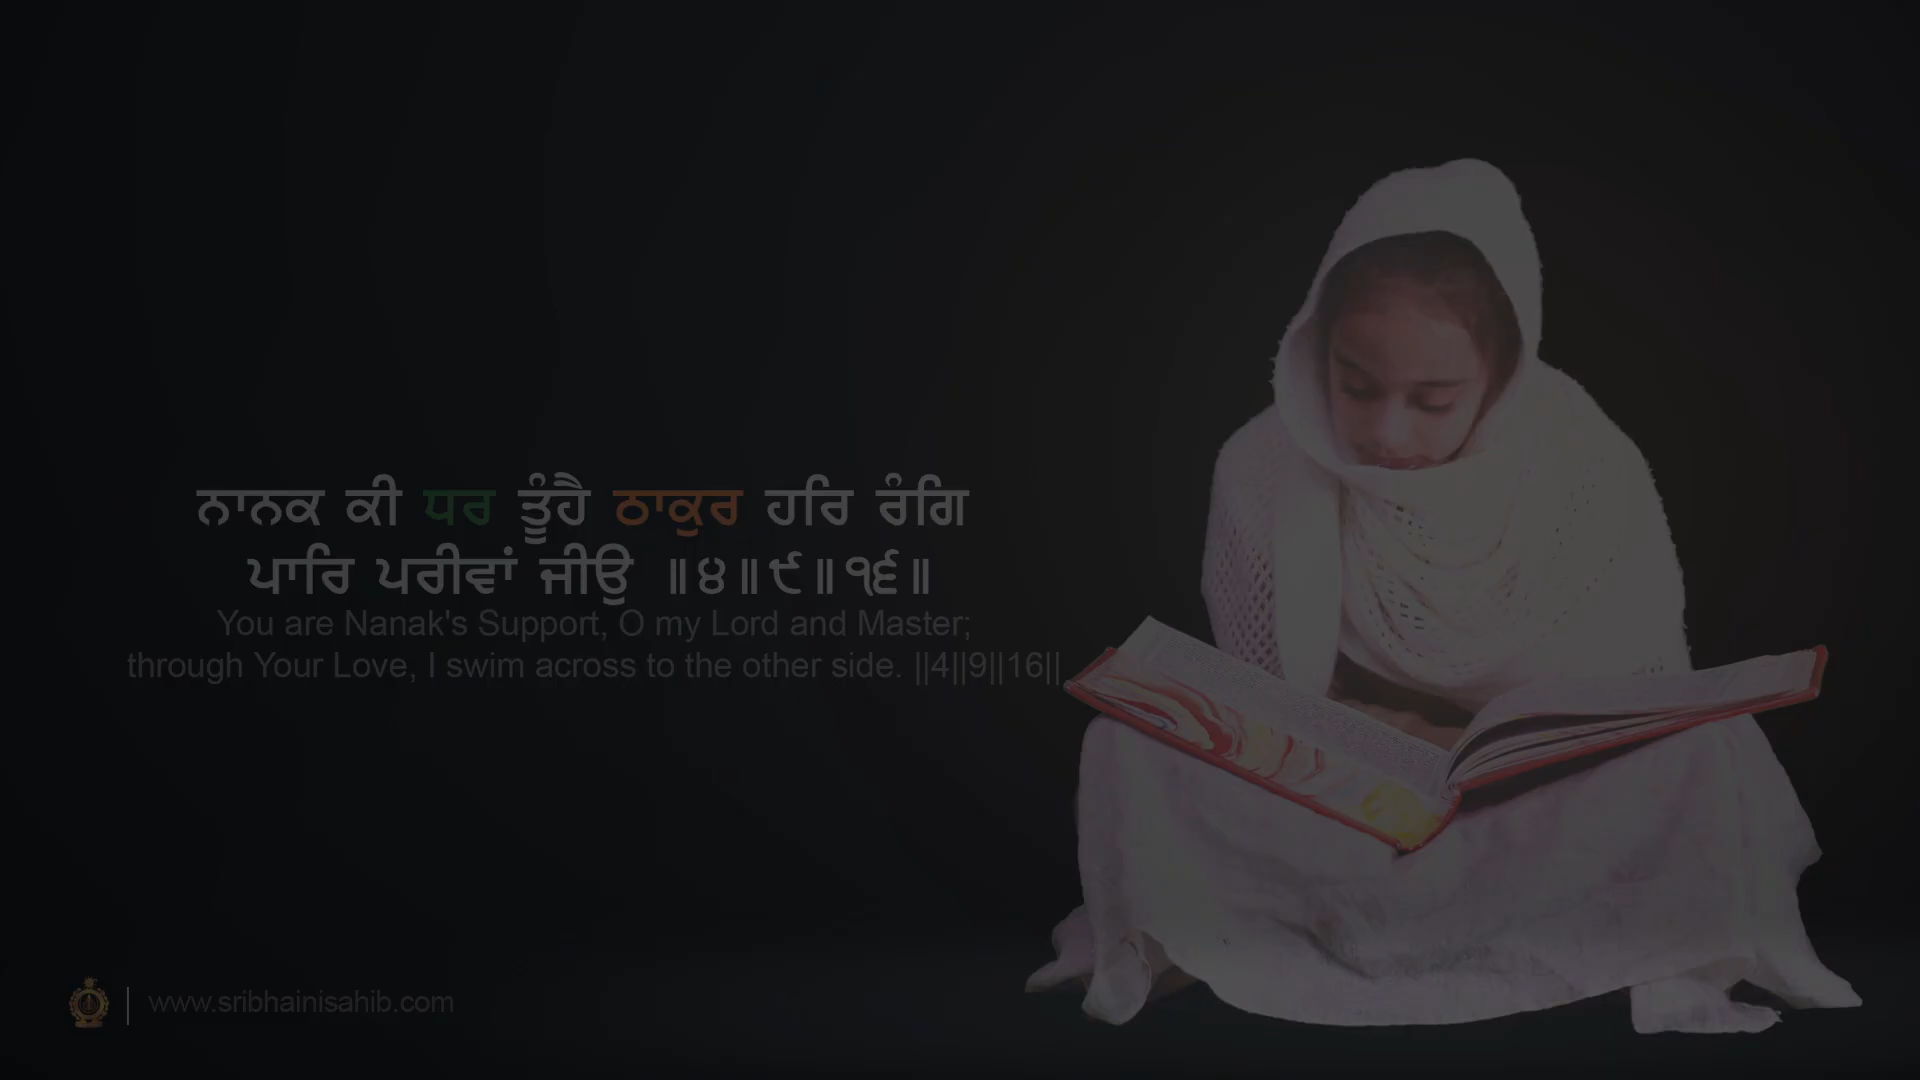 ਨਾਨਕ ਕੀ ਧਰ ਤੂੰਹੈ ਠਾਕੁਰ ਹਰਿ ਰੰਗਿ
ਪਾਰਿ ਪਰੀਵਾਂ ਜੀਉ ॥੪॥੯॥੧੬॥
You are Nanak's Support, O my Lord and Master;
through Your Love, I swim across to the other side. ||4||9||16||
www.sribhainisahib.com